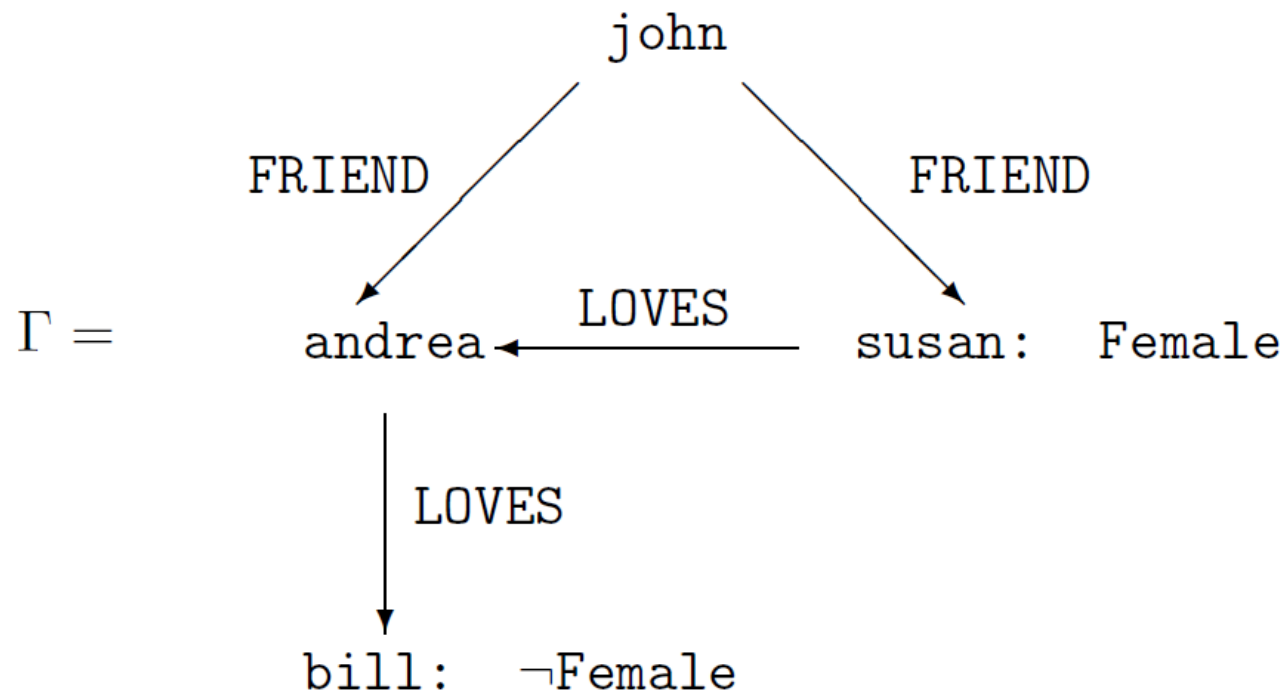 john
FRIEND FRIEND
LOVES
Γ = andrea susan: Female
LOVES
bill: ¬Female